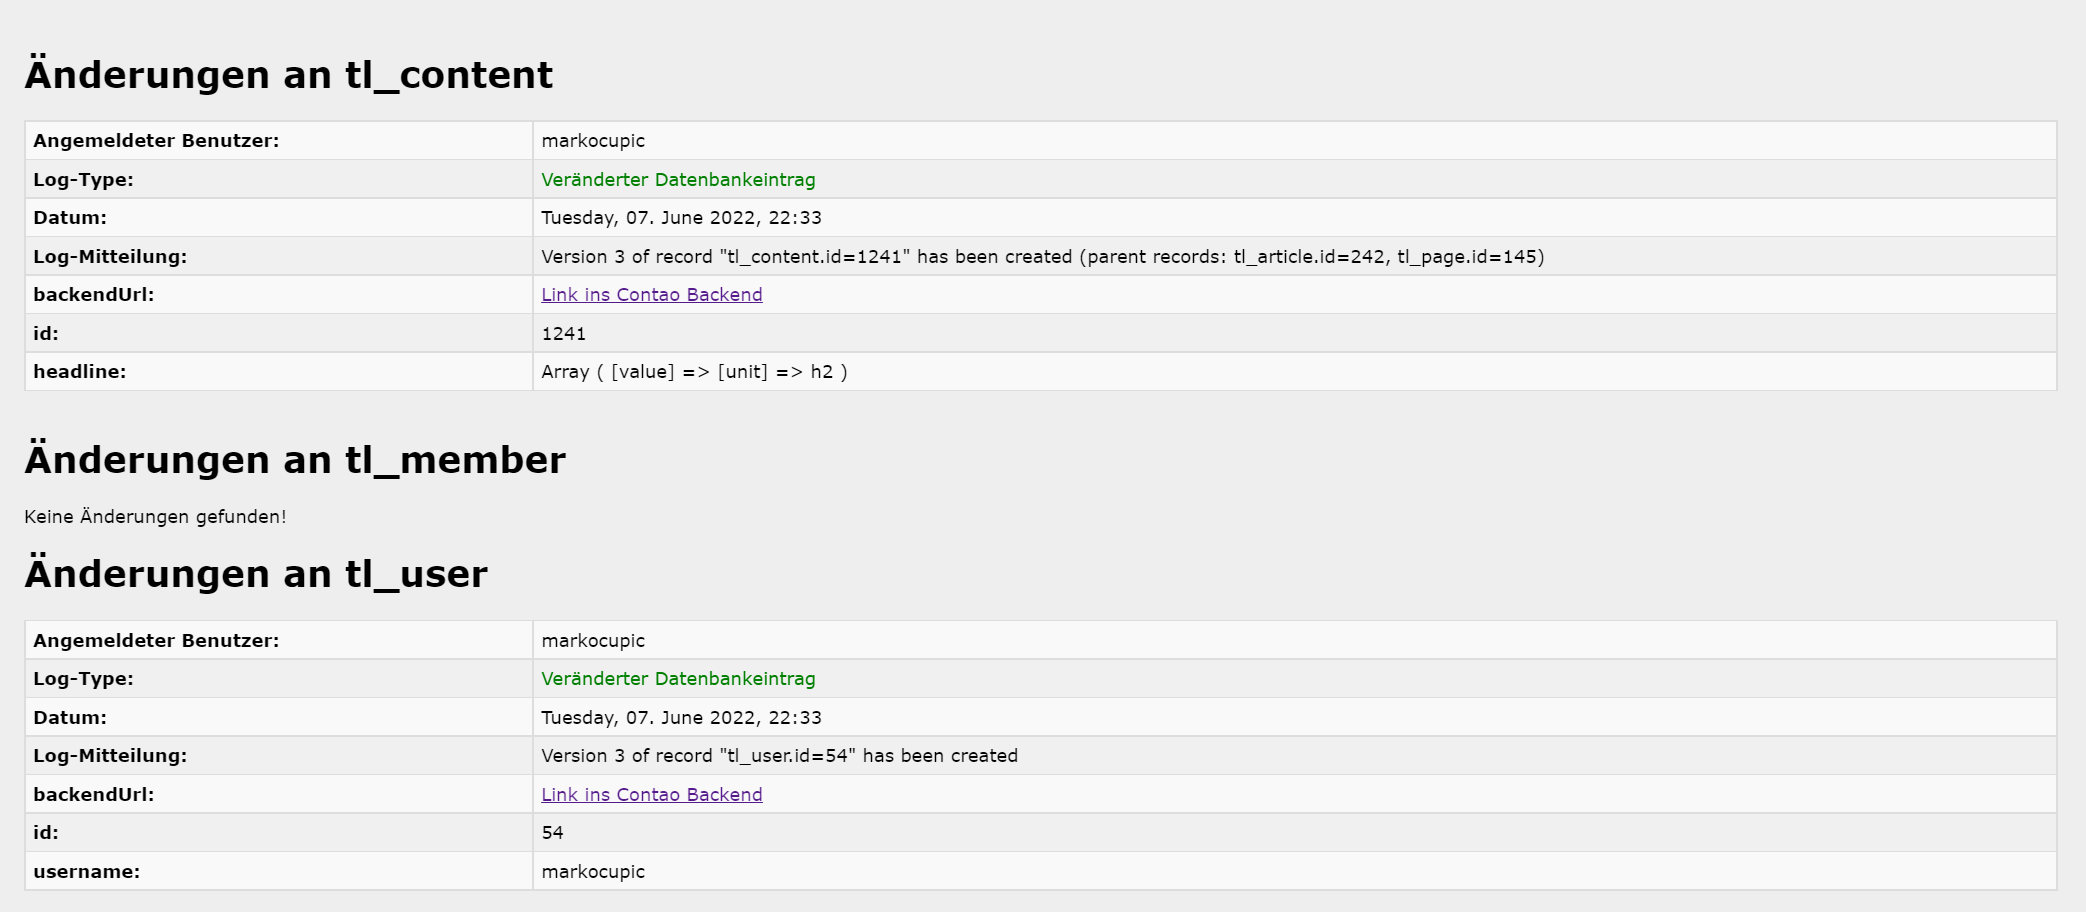 Änderungen an tl_content
Angemeldeter Benutzer: markocupic
Log-Type: Veränderter Datenbankeintrag
Datum: Tuesday, 07. June 2022, 22:33
Log-Mitteilung: Version 3 of record "tl_content.id=1241" has been created (parent records: tl_article.id=242, tl_page.id=145)
backendUrl: Link ins Contao Backend
id: 1241
headline: Array ( [value] => [unit] => h2 )
Änderungen an tl_member
Keine Änderungen gefunden!
Änderungen an tl_user
Angemeldeter Benutzer: markocupic
Log-Type: Veränderter Datenbankeintrag
Datum: Tuesday, 07. June 2022, 22:33
Log-Mitteilung: Version 3 of record "tl_user.id=54" has been created
backendUrl: Link ins Contao Backend
id: 54
username: markocupic